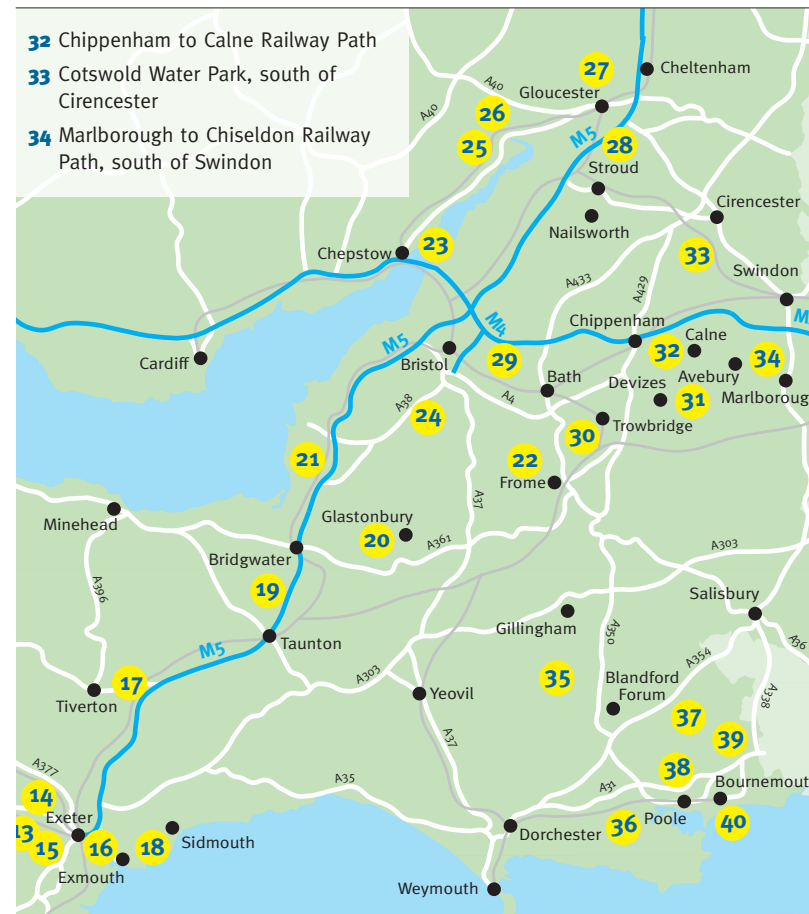 32 Chippenham to Calne Railway Path
33 Cotswold Water Park, south of
Cirencester
34 Marlborough to Chiseldon Railway
Path, south of Swindon
27
Cheltenham
A40
Gloucester
26
A40
25
M5
28
Stroud
Cirencester
Nailsworth
23
Chepstow
33
A433
A429
Swindon
M4
M
Chippenham
M5
Cardiff
Bristol
29
32
Calne
34
Bath
Devizes
Avebury
31
Marlboroug
A38
A4
24
30
Trowbridge
21
22
Frome
A37
Minehead
Glastonbury
20
A361
Bridgwater
A303
A396
19
Salisbury
Gillingham
A350
A36
Taunton
M5
A354
A303
35
Blandford
Forum
17
Tiverton
Yeovil
A338
37
A37
39
A377
A35
38
14
A31
Bournemout
Exeter
13
15
16
18
Sidmouth
Dorchester
36
Poole
40
Exmouth
Weymouth